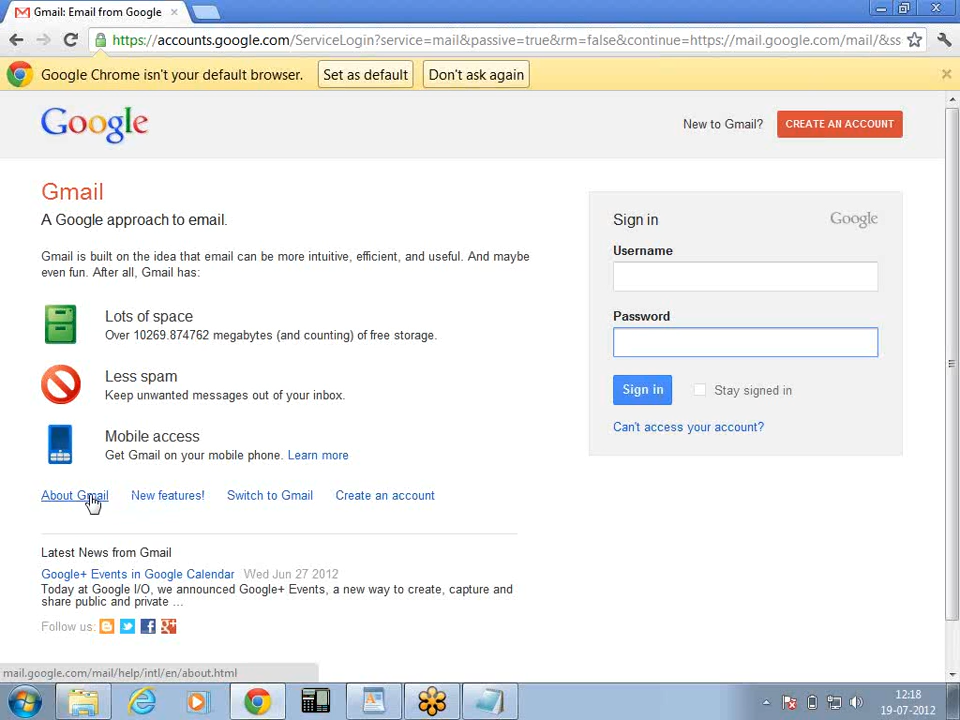 Gmail: Email from Google
https://accounts.google.com/ServiceLogin?service=mail&passive=true&rm=false&continue=https://mail.google.com/mail/&ss
Google Chrome isn't your default browser.
Set as default
Don't ask again
Google
New to Gmail?
CREATE AN ACCOUNT
Gmail
A Google approach to email.
Gmail is built on the idea that email can be more intuitive, efficient, and useful. And maybe
even fun. After all, Gmail has:
Lots of space
Over 10269.874762 megabytes (and counting) of free storage.
Less spam
Keep unwanted messages out of your inbox.
Mobile access
Get Gmail on your mobile phone. Learn more
About Gmail
New features!
Switch to Gmail
Create an account
Latest News from Gmail
Google+ Events in Google Calendar Wed Jun 27 2012
Today at Google I/O, we announced Google+ Events, a new way to create, capture and
share public and private ...
Follow us:
Sign in
Google
Username
Password
Sign in
Stay signed in
Can't access your account?
mail.google.com/mail/help/intl/en/about.html
12:18
19-07-2012